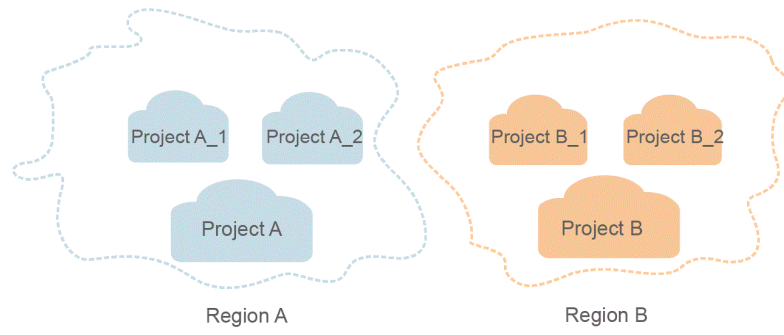 Project A_1
Project A_2
Project B_1
Project B_2
Project A
Project B
Region A
Region B